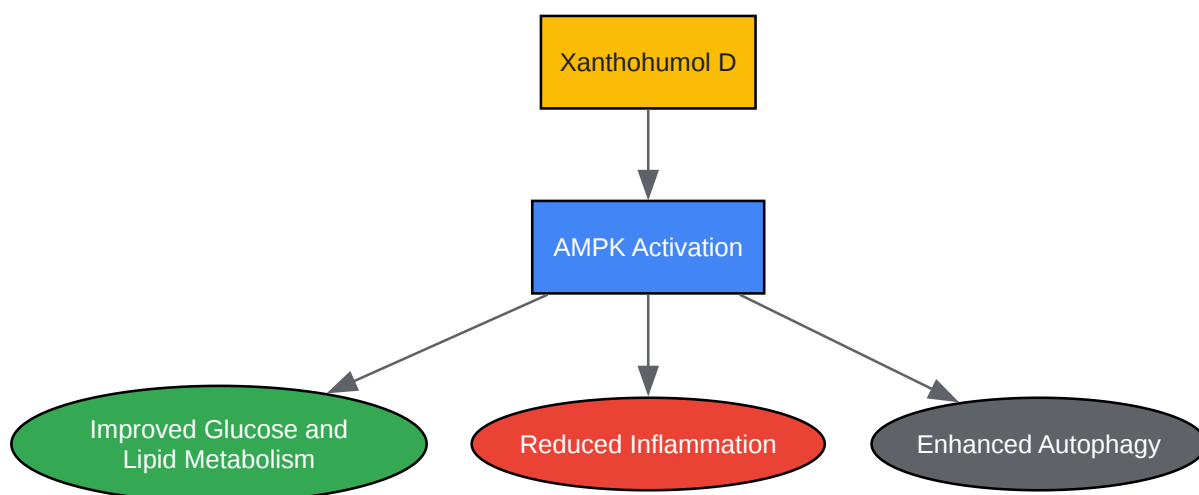 Xanthohumol D
AMPK Activation
Improved Glucose and
Lipid Metabolism
Reduced Inflammation
Enhanced Autophagy